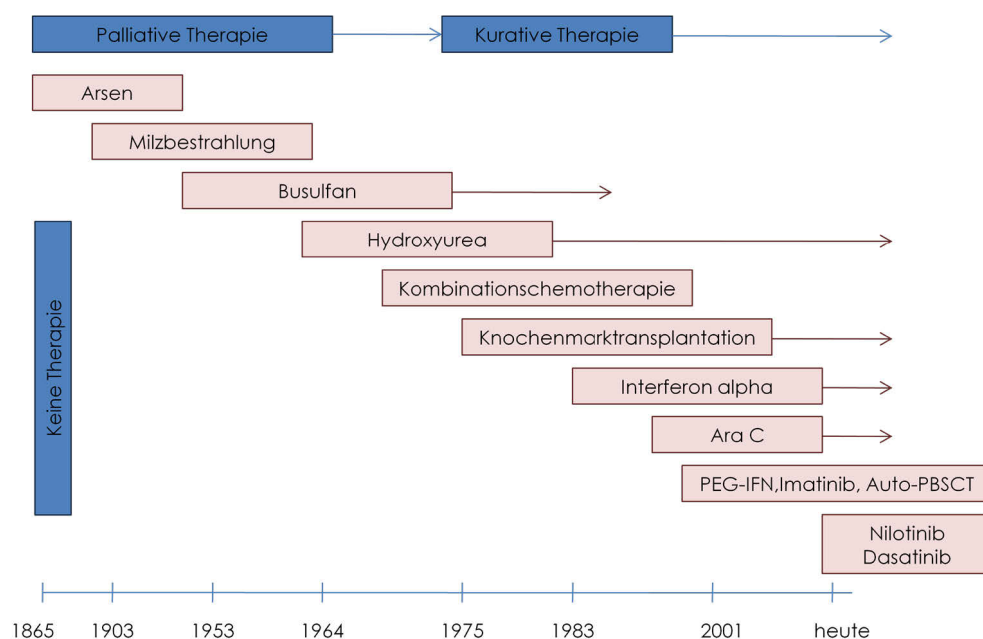 Palliative Therapie
Kurative Therapie
Arsen
Milzbestrahlung
Busulfan
Hydroxyurea
Kombinationschemotherapie
Keine Therapie
Knochenmarktransplantation
Interferon alpha
Ara C
PEG-IFN,Imatinib, Auto-PBSCT
Nilotinib
Dasatinib
1865 1903 1953 1964 1975 1983 2001 heute